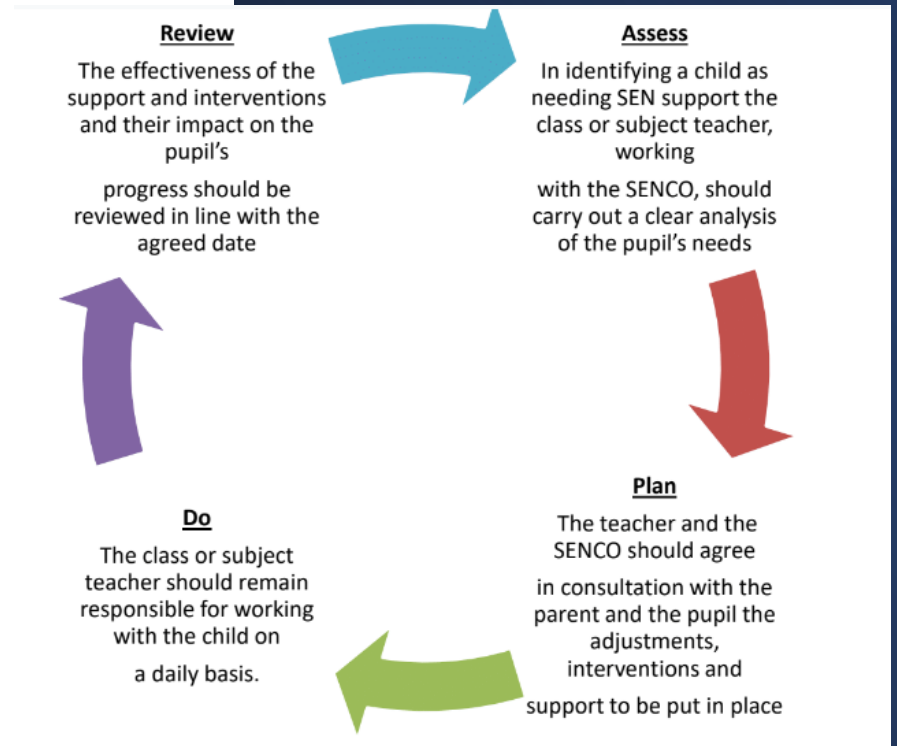 Review
The effectiveness of the
support and interventions
and their impact on the
pupil’s
progress should be
reviewed in line with the
agreed date
Assess
In identifying a child as
needing SEN support the
class or subject teacher,
working
with the SENCO, should
carry out a clear analysis
of the pupil’s needs
Plan
The teacher and the
SENCO should agree
in consultation with the
parent and the pupil the
adjustments,
interventions and
support to be put in place
Do
The class or subject
teacher should remain
responsible for working
with the child on
a daily basis.